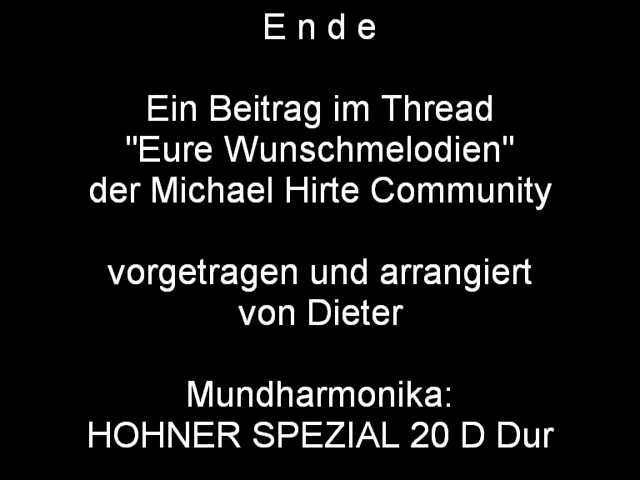 E n d e
Ein Beitrag im Thread
"Eure Wunschmelodien"
der Michael Hirte Community
vorgetragen und arrangiert
von Dieter
Mundharmonika:
HOHNER SPEZIAL 20 D Dur